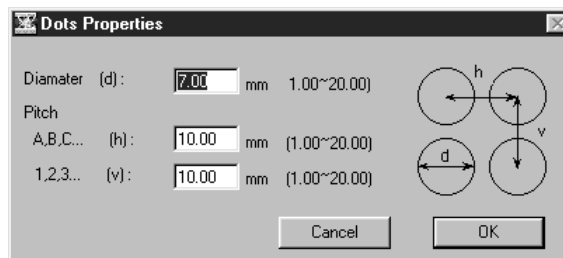 Dots Properties
Diamater (d) : 7.00 mm 1.00~20.00)
Pitch
A,B,C... (h) : 10.00 mm (1.00~20.00)
1,2,3... (v) : 10.00 mm (1.00~20.00)
h
v
d
Cancel OK